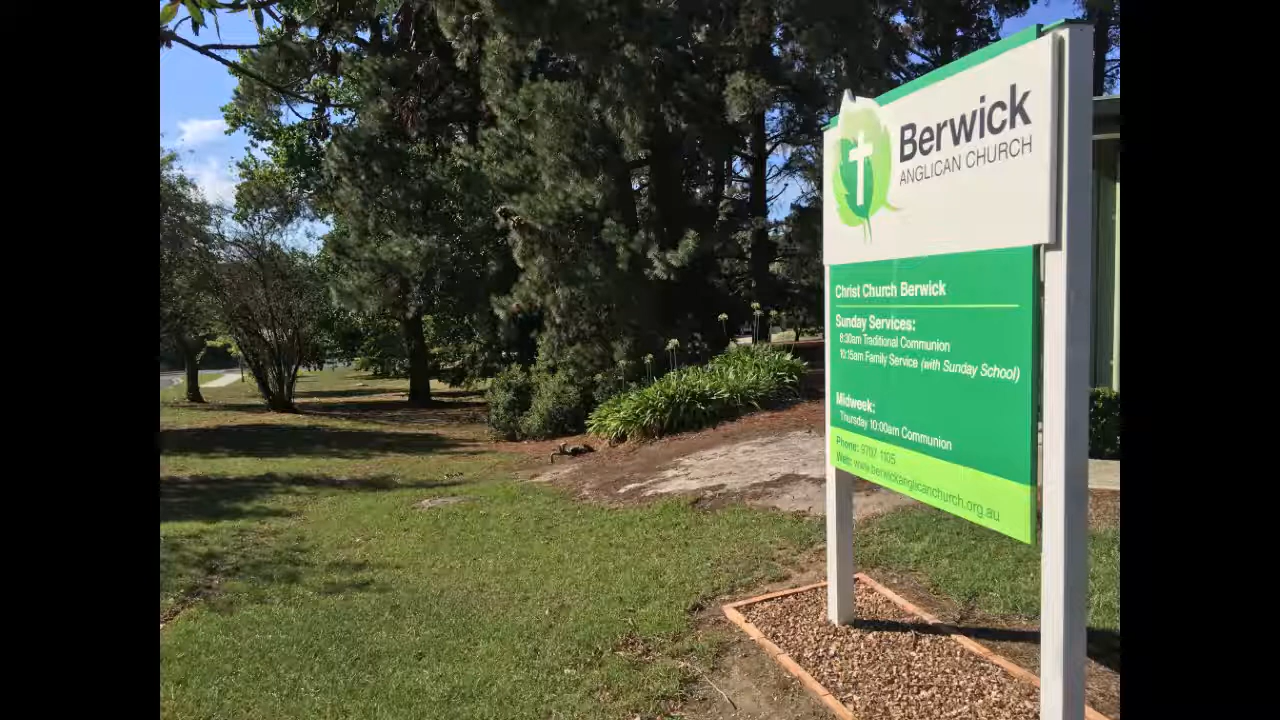 Berwick
ANGLICAN CHURCH
Christ Church Berwick
Sunday Services:
8:30am Traditional Communion
10:15am Family Service (with Sunday School)
Midweek:
Thursday 10:00am Communion
Phone: 9707 1105
Web: www.berwickanglicanchurch.org.au